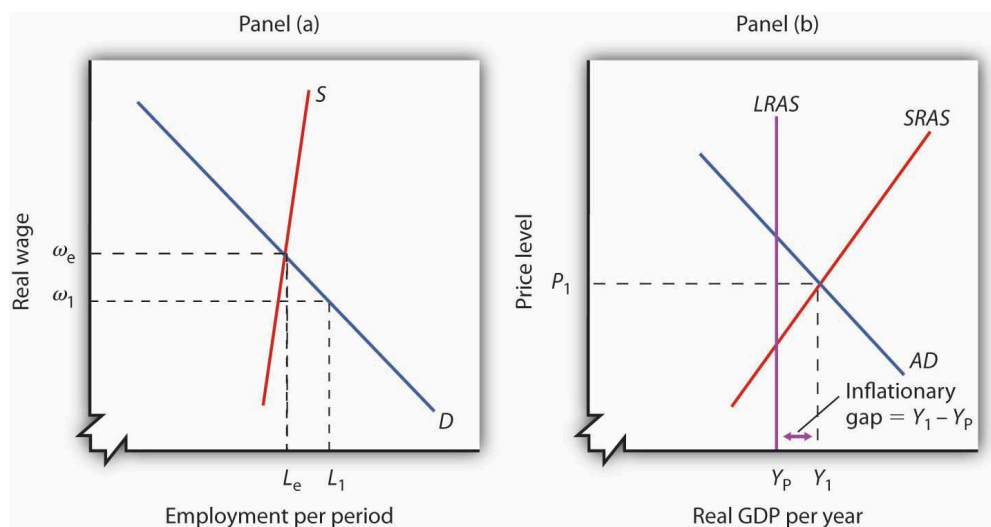 Panel (a)
S
Real wage
ωe
ω1
D
Le
L1
Employment per period
Panel (b)
LRAS
SRAS
Price level
P1
AD
Inflationary
gap = Y1 – YP
YP
Y1
Real GDP per year